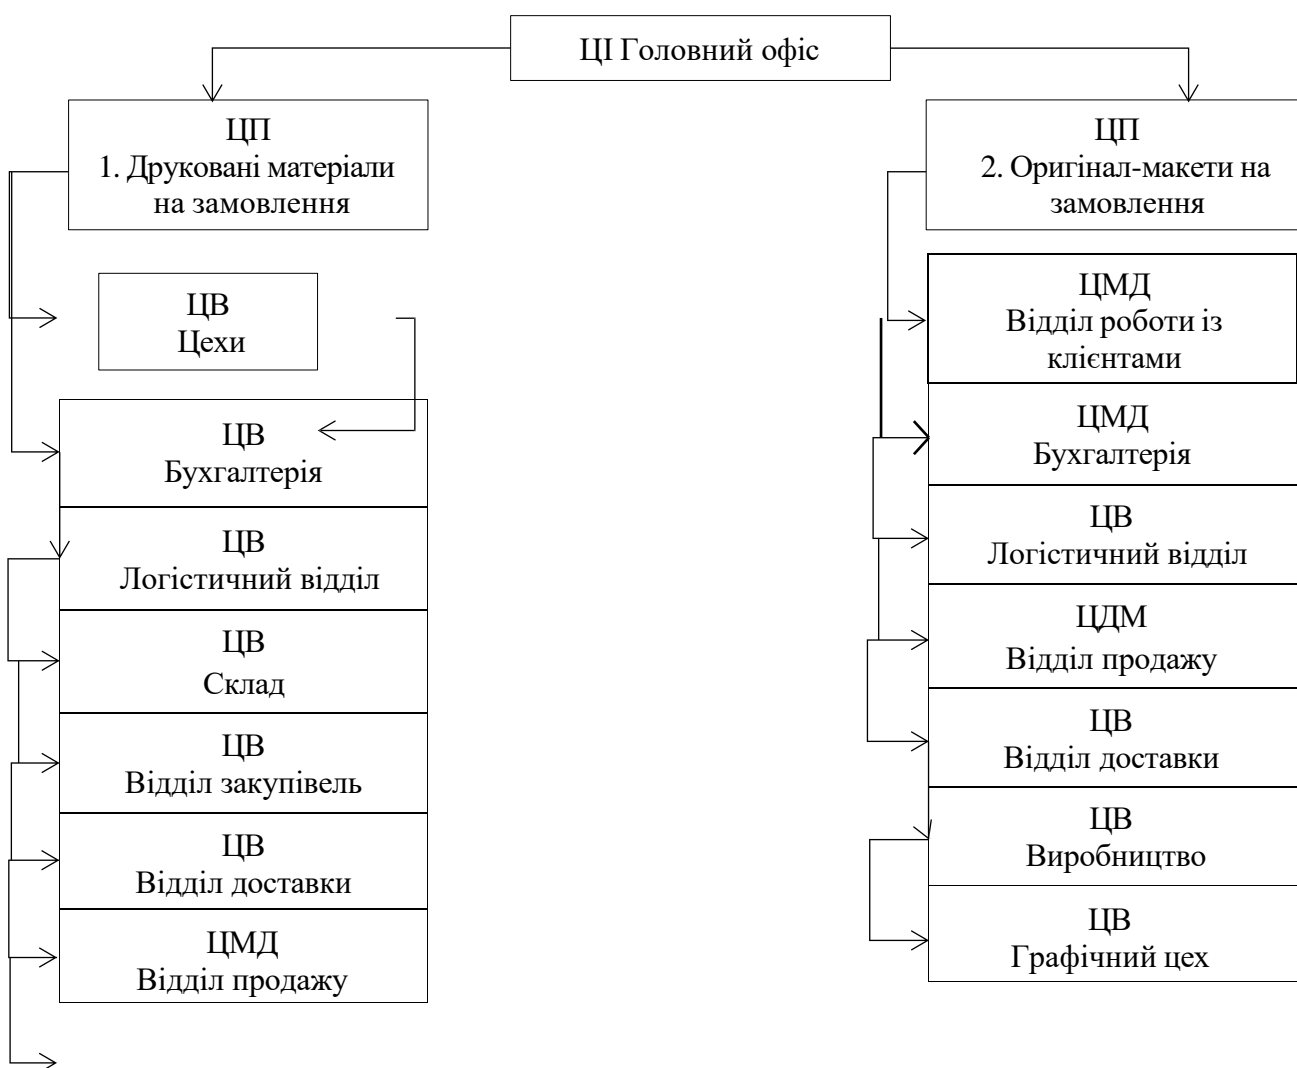 ЦІ Головний офіс
ЦП
1. Друковані матеріали
на замовлення
ЦВ
Цехи
ЦВ
Бухгалтерія
ЦВ
Логістичний відділ
ЦВ
Склад
ЦВ
Відділ закупівель
ЦВ
Відділ доставки
ЦМД
Відділ продажу
ЦП
2. Оригінал-макети на
замовлення
ЦМД
Відділ роботи із
клієнтами
ЦМД
Бухгалтерія
ЦВ
Логістичний відділ
ЦДМ
Відділ продажу
ЦВ
Відділ доставки
ЦВ
Виробництво
ЦВ
Графічний цех